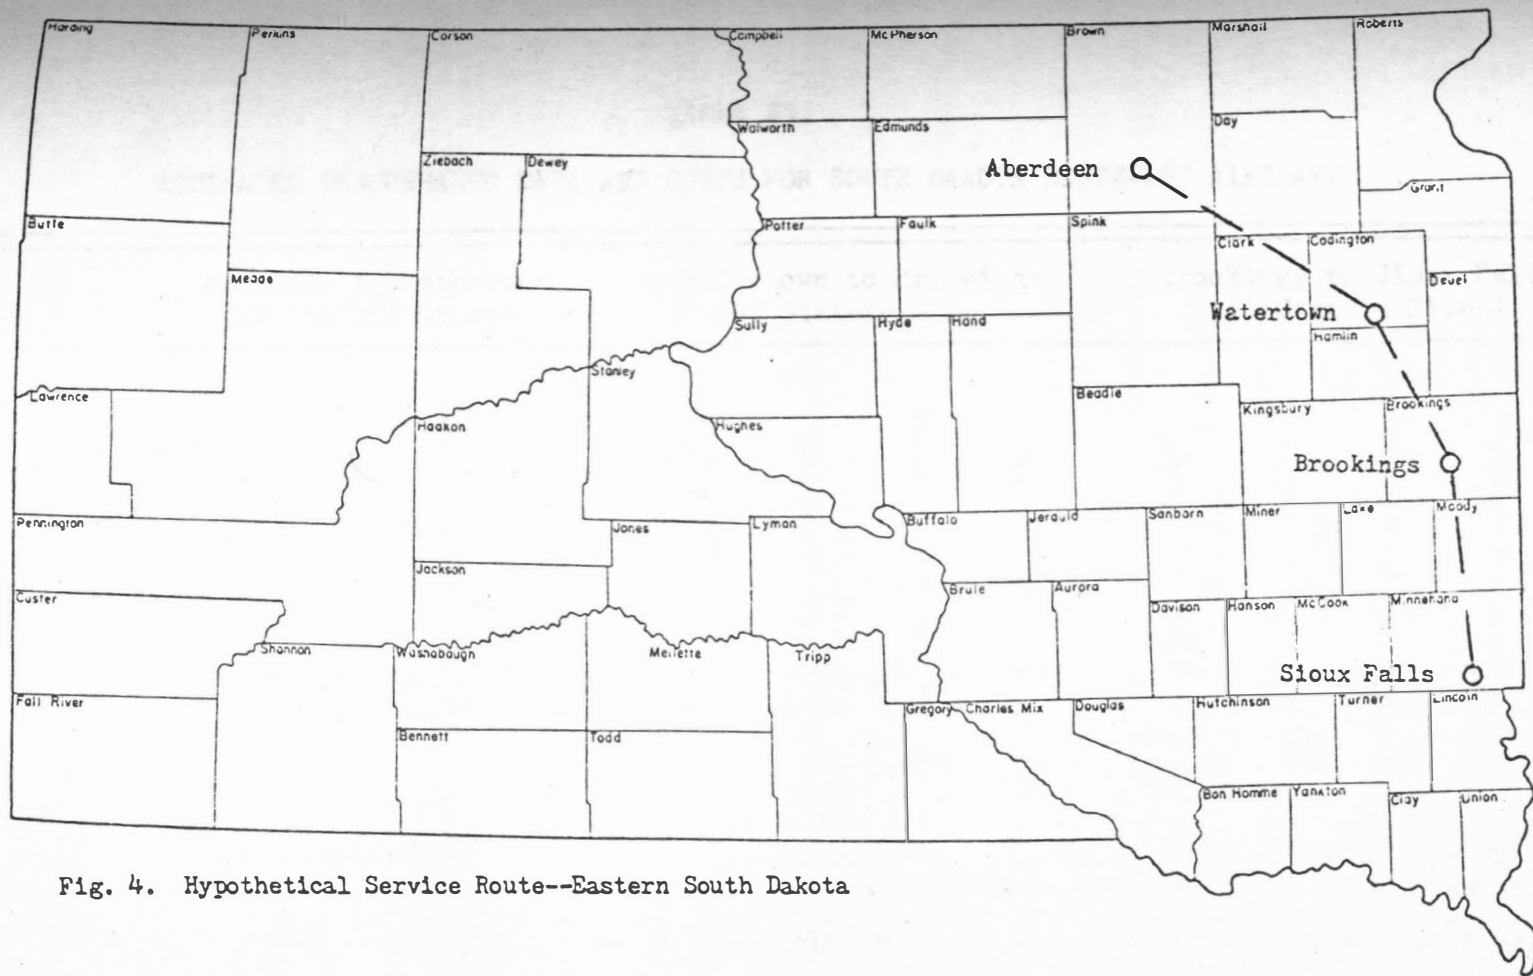 Harding Perkins Corson Campbell McPherson Brown Marshall Roberts
Walworth Edmunds Day
Ziebach Dewey Aberdeen
Grant
Butte Potter Faulk Spink
Clark Codington
Meade Deuel
Sully Hyde Hand Watertown
Hamlin
Stanley
Lawrence Beadle
Kingsbury Brookings
Haakon Hughes
Brookings
Pennington Jones Lyman Buffalo Jerauld Sanborn Miner Lake Moody
Jackson
Custer Brule Aurora
Davison Hanson McCook Minnehaha
Shannon Washabaugh Mellette Tripp
Sioux Falls
Fall River Gregory Charles Mix Douglas Hutchinson Turner Lincoln
Bennett Todd
Bon Homme Yankton Clay Union
Fig. 4. Hypothetical Service Route--Eastern South Dakota